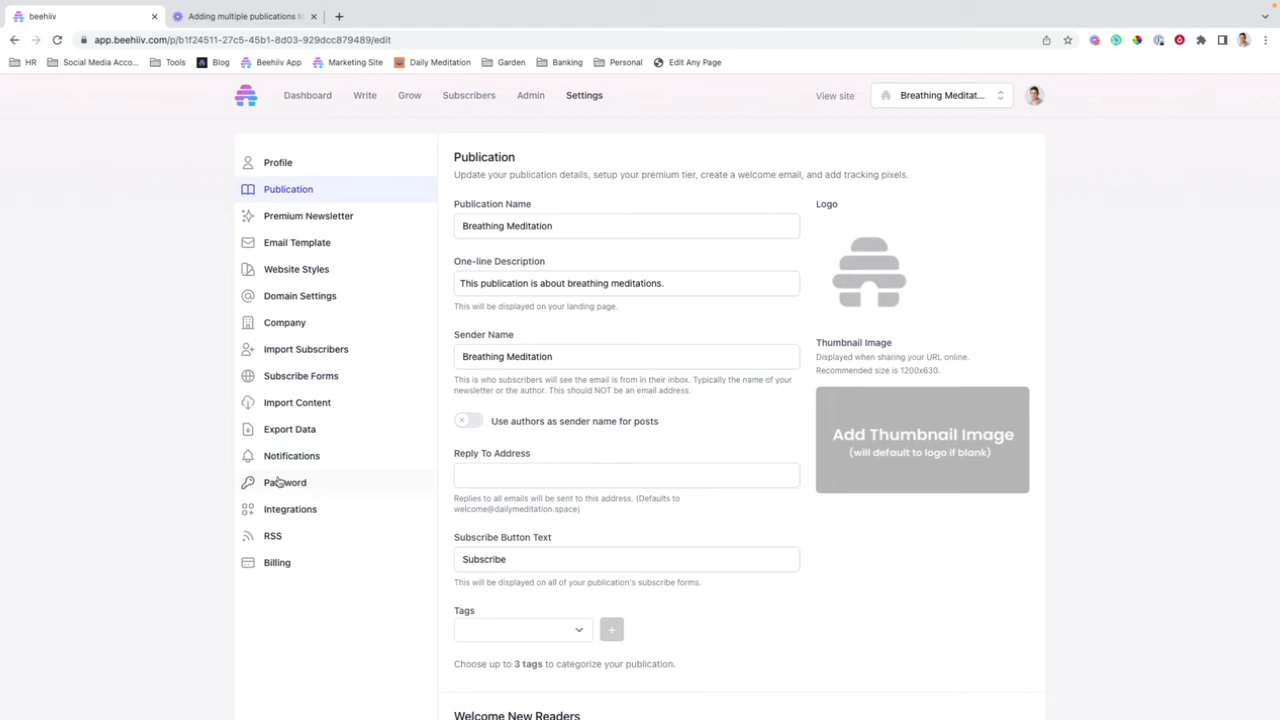 beehiiv
Adding multiple publications to
app.beehiiv.com/p/b1f24511-27c5-45b1-8d03-929dcc879489/edit
HR
Social Media Acco...
Tools
Blog
Beehiiv App
Marketing Site
Daily Meditation
Garden
Banking
Personal
Edit Any Page
Dashboard
Write
Grow
Subscribers
Admin
Settings
View site
Breathing Meditat...
Profile
Publication
Premium Newsletter
Email Template
Website Styles
Domain Settings
Company
Import Subscribers
Subscribe Forms
Import Content
Export Data
Notifications
Password
Integrations
RSS
Billing
Publication
Update your publication details, setup your premium tier, create a welcome email, and add tracking pixels.
Publication Name
Breathing Meditation
One-line Description
This publication is about breathing meditations.
This will be displayed on your landing page.
Sender Name
Breathing Meditation
This is who subscribers will see the email is from in their inbox. Typically the name of your
newsletter or the author. This should NOT be an email address.
Use authors as sender name for posts
Reply To Address
Replies to all emails will be sent to this address. (Defaults to
welcome@dailymeditation.space)
Subscribe Button Text
Subscribe
This will be displayed on all of your publication's subscribe forms.
Tags
Choose up to 3 tags to categorize your publication.
Welcome New Readers
Logo
Thumbnail Image
Displayed when sharing your URL online.
Recommended size is 1200x630.
Add Thumbnail Image
(will default to logo if blank)